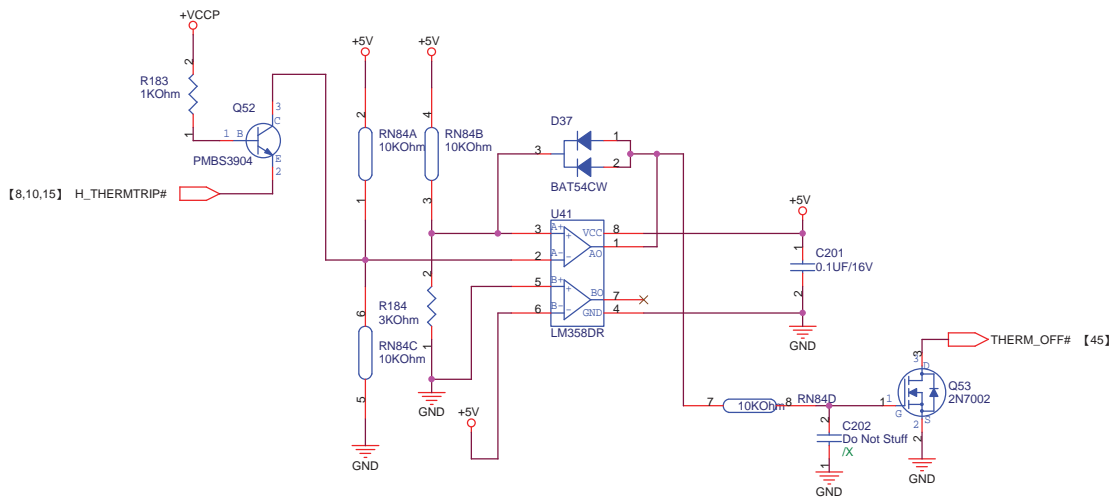 +VCCP
2
R183
1KOhm
1
Q52
3
C
1 B
E
2
PMBS3904
【8,10,15】 H_THERMTRIP#
+5V
+5V
2
4
RN84A
10KOhm
RN84B
10KOhm
1
3
D37
3
1
2
BAT54CW
U41
3 A+ + VCC 8
2 A- - AO 1
5 B+ + BO 7
6 B- - GND 4
LM358DR
+5V
1
C201
0.1UF/16V
2
GND
6
RN84C
10KOhm
5
GND
2
R184
3KOhm
1
GND
+5V
7 10KOhm 8 RN84D
2
C202
Do Not Stuff
/X
1
GND
THERM_OFF# 【45】
3
3 D
Q53
2N7002
1 1
G
S
2
2
GND